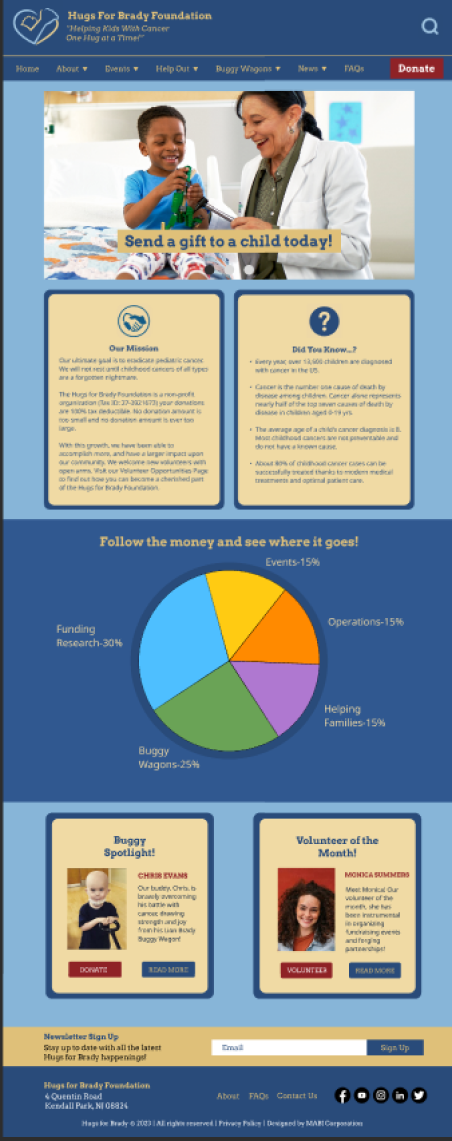 Hugs For Brady Foundation
"Helping Kids With Cancer
One Hug at a Time!"
Home About ▼ Events ▼ Help Out ▼ Buggy Wagons ▼ News ▼ FAQs Donate
Send a gift to a child today!
Our Mission
Our ultimate goal is to eradicate pediatric cancer.
We will not rest until childhood cancers of all types
are a forgotten nightmare.
The Hugs for Brady Foundation is a non-profit
organization (Tax ID: 27-3921673) your donations
are 100% tax deductible. No donation amount is
too small and no donation amount is ever too
large.
With this growth, we have been able to
accomplish more, and have a larger impact upon
our community. We welcome new volunteers with
open arms. Visit our Volunteer Opportunities Page
to find out how you can become a cherished part
of the Hugs for Brady Foundation.
Did You Know...?
• Every year, over 13,500 children are diagnosed
with cancer in the US.
• Cancer is the number one cause of death by
disease among children. Cancer alone represents
nearly half of the top seven causes of death by
disease in children aged 0-19 yrs.
• The average age of a child's cancer diagnosis is 8.
Most childhood cancers are not preventable and
do not have a known cause.
• About 80% of childhood cancer cases can be
successfully treated thanks to modern medical
treatments and optimal patient care.
Follow the money and see where it goes!
Events-15%
Operations-15%
Funding
Research-30%
Helping
Families-15%
Buggy
Wagons-25%
Buggy
Spotlight!
CHRIS EVANS
Our buddy, Chris, is
bravely overcoming
his battle with
cancer, drawing
strength and joy
from his Brady
Buggy Wagon!
DONATE READ MORE
Volunteer of the
Month!
MONICA SUMMERS
Meet Monica! Our
volunteer of the
month, she has
been instrumental
in organizing
fundraising events
and forging
partnerships!
VOLUNTEER READ MORE
Newsletter Sign Up
Stay up to date with all the latest
Hugs for Brady happenings!
Email Sign Up
Hugs for Brady Foundation
4 Quentin Road
Kendall Park, NJ 08824
About FAQs Contact Us
Hugs for Brady © 2023 | All rights reserved | Privacy Policy | Designed by MABI Corporation